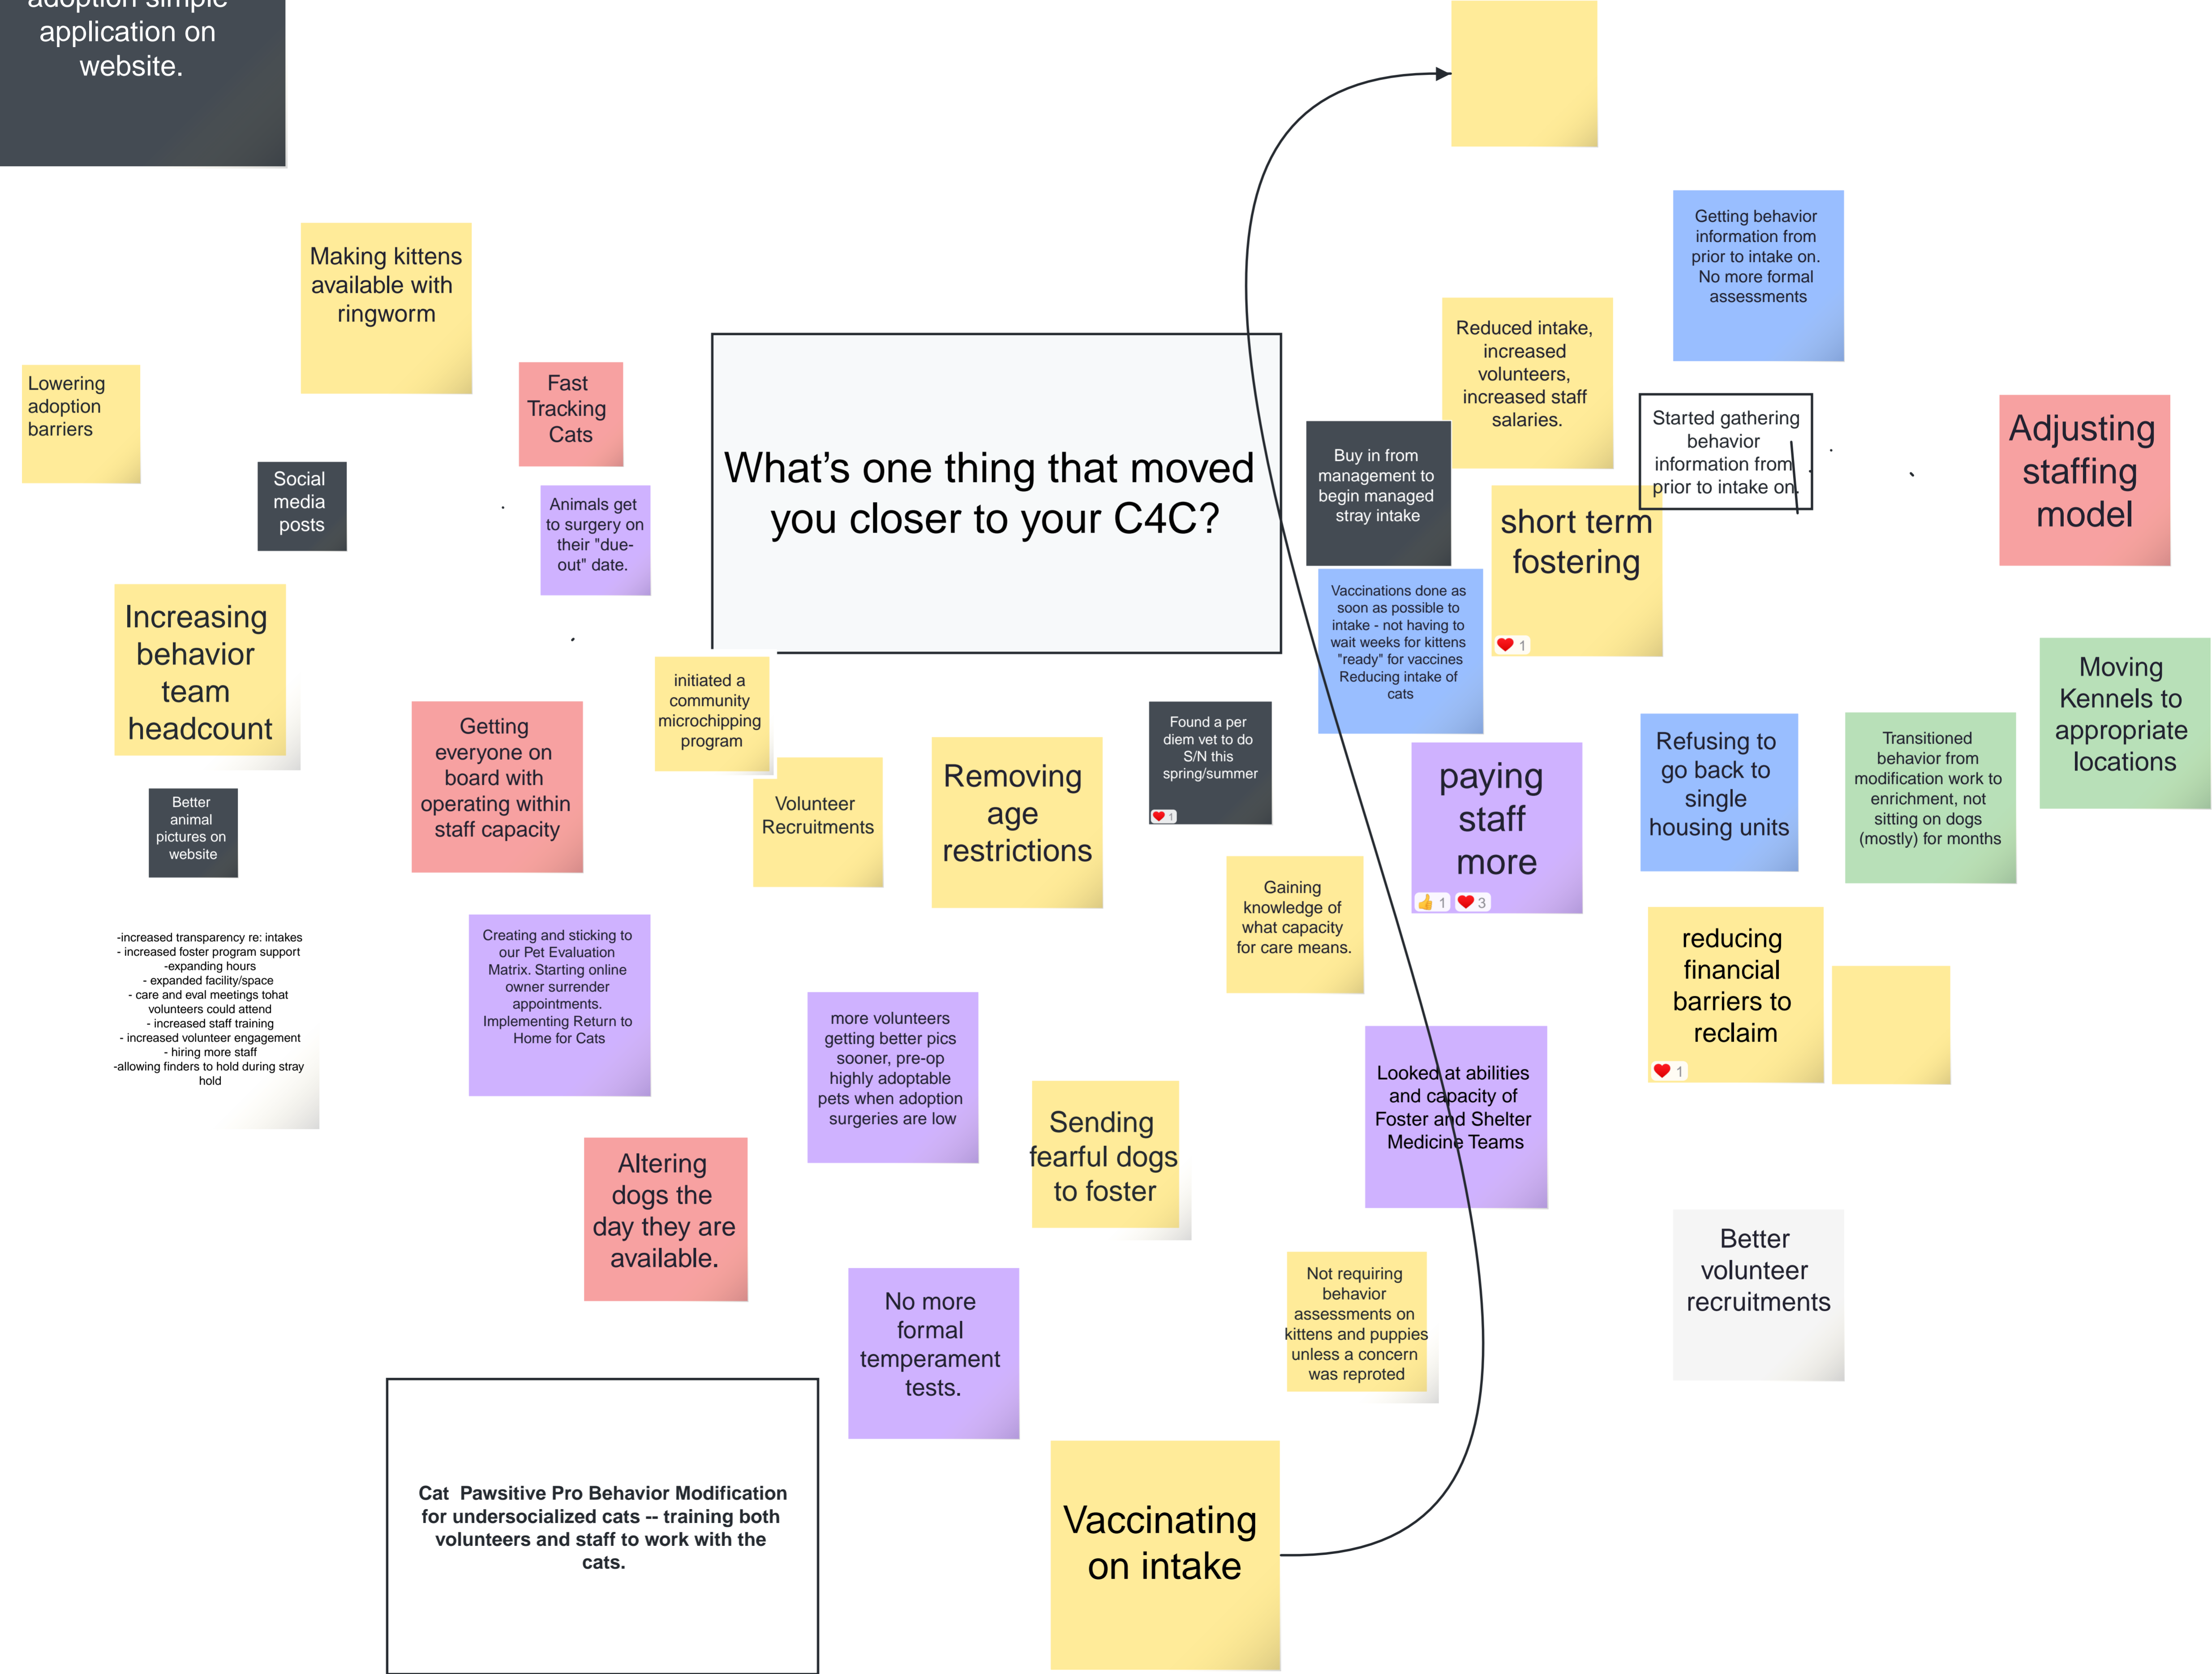 adoption simple
application on
website.
Making kittens
available with
ringworm
Lowering
adoption
barriers
Fast
Tracking
Cats
Social
media
posts
Animals get
to surgery on
their "due-
out" date.
Increasing
behavior
team
headcount
Better
animal
pictures on
website
Getting
everyone on
board with
operating within
staff capacity
initiated a
community
microchipping
program
Volunteer
Recruitments
What's one thing that moved
you closer to your C4C?
Removing
age
restrictions
Found a per
diem vet to do
S/N this
spring/summer
1
Getting behavior
information from
prior to intake on.
No more formal
assessments
Reduced intake,
increased
volunteers,
increased staff
salaries.
Buy in from
management to
begin managed
stray intake
Started gathering
behavior
information from
prior to intake on.
short term
fostering
1
Adjusting
staffing
model
Vaccinations done as
soon as possible to
intake - not having to
wait weeks for kittens
"ready" for vaccines
Reducing intake of
cats
Moving
Kennels to
appropriate
locations
Refusing to
go back to
single
housing units
Transitioned
behavior from
modification work to
enrichment, not
sitting on dogs
(mostly) for months
paying
staff
more
1
3
Gaining
knowledge of
what capacity
for care means.
reducing
financial
barriers to
reclaim
1
-increased transparency re: intakes
- increased foster program support
-expanding hours
- expanded facility/space
- care and eval meetings tohat
volunteers could attend
- increased staff training
- increased volunteer engagement
- hiring more staff
-allowing finders to hold during stray
hold
Creating and sticking to
our Pet Evaluation
Matrix. Starting online
owner surrender
appointments.
Implementing Return to
Home for Cats
more volunteers
getting better pics
sooner, pre-op
highly adoptable
pets when adoption
surgeries are low
Sending
fearful dogs
to foster
Looked at abilities
and capacity of
Foster and Shelter
Medicine Teams
Altering
dogs the
day they are
available.
No more
formal
temperament
tests.
Not requiring
behavior
assessments on
kittens and puppies
unless a concern
was reproted
Better
volunteer
recruitments
Cat Pawsitive Pro Behavior Modification
for undersocialized cats -- training both
volunteers and staff to work with the
cats.
Vaccinating
on intake